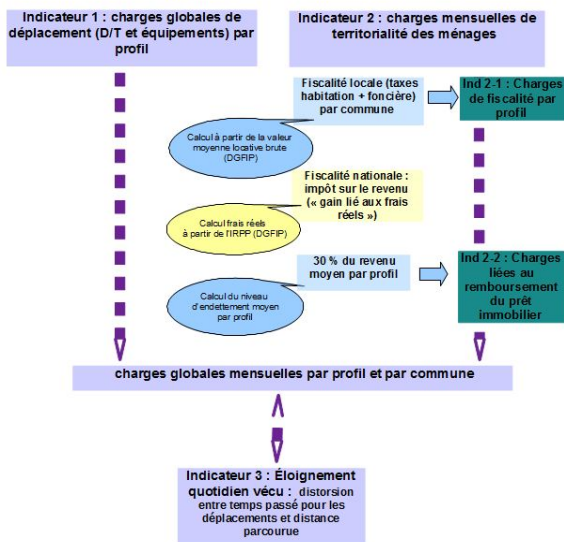 Indicateur 1 : charges globales de
déplacement (D/T et équipements) par
profil
Indicateur 2 : charges mensuelles de
territorialité des ménages
Fiscalité locale (taxes
habitation + foncière)
par commune
Ind 2-1 : Charges
de fiscalité par
profil
Calcul à partir de la valeur
moyenne locative brute
(DGFIP)
Fiscalité nationale :
impôt sur le revenu
(« gain lié aux frais
réels »)
Calcul frais réels
à partir de l'IRPP (DGFIP)
30 % du revenu
moyen par profil
Ind 2-2 : Charges
liées au
remboursement
du prêt
immobilier
Calcul du niveau
d'endettement moyen
par profil
charges globales mensuelles par profil et par commune
Indicateur 3 : Éloignement
quotidien vécu : distorsion
entre temps passé pour les
déplacements et distance
parcourue